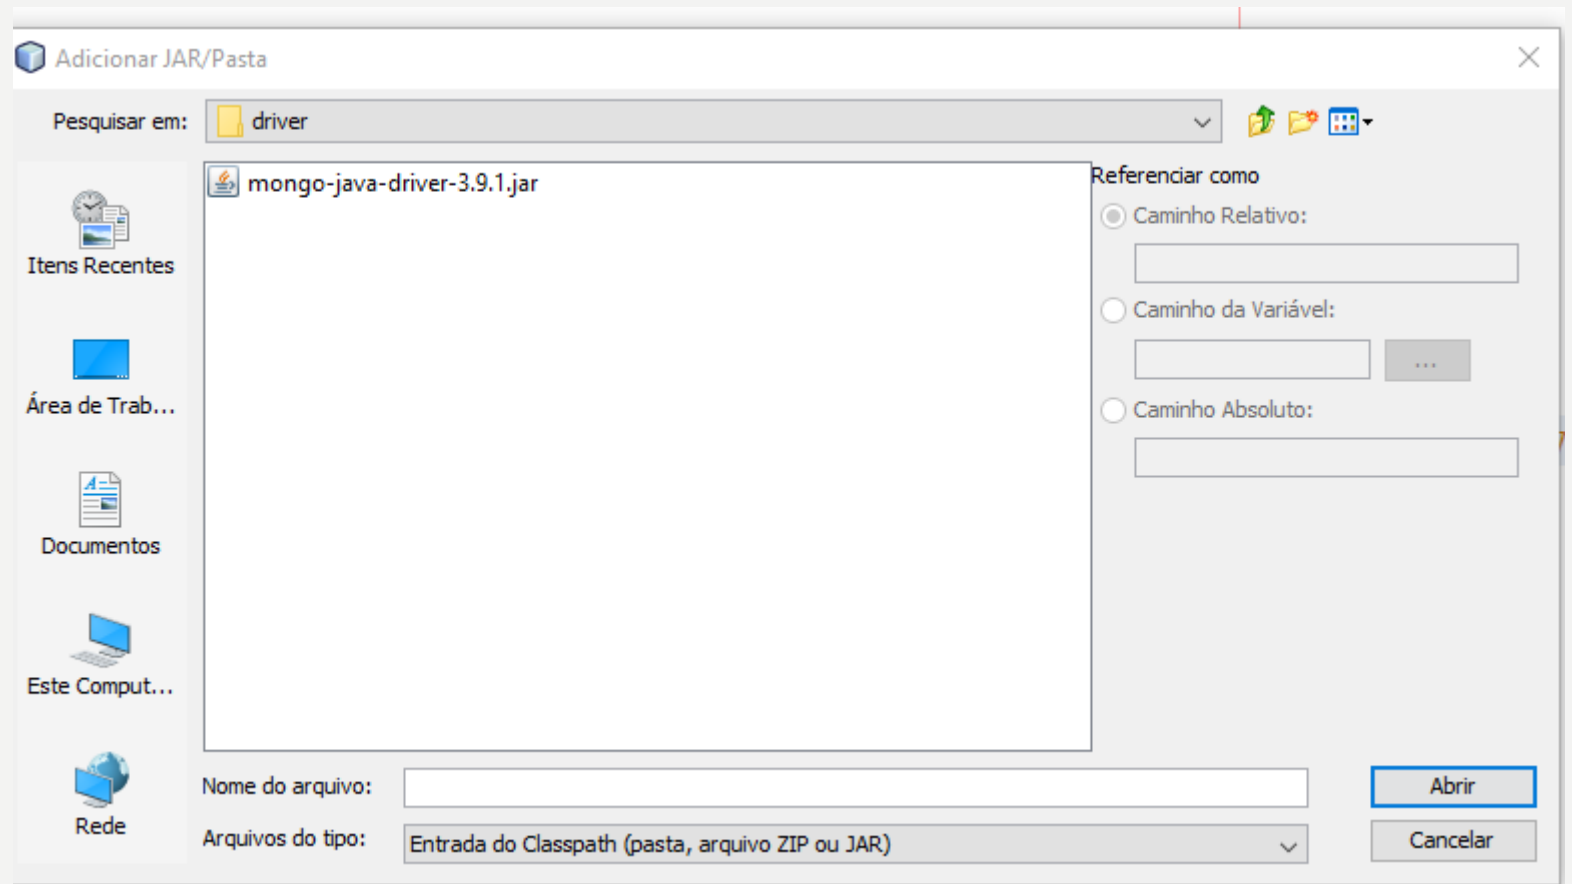 Adicionar JAR/Pasta
Pesquisar em:
driver
mongo-java-driver-3.9.1.jar
Itens Recentes
Área de Trab...
Documentos
Este Comput...
Rede
Referenciar como
Caminho Relativo:
Caminho da Variável:
...
Caminho Absoluto:
Nome do arquivo:
Abrir
Arquivos do tipo:
Entrada do Classpath (pasta, arquivo ZIP ou JAR)
Cancelar